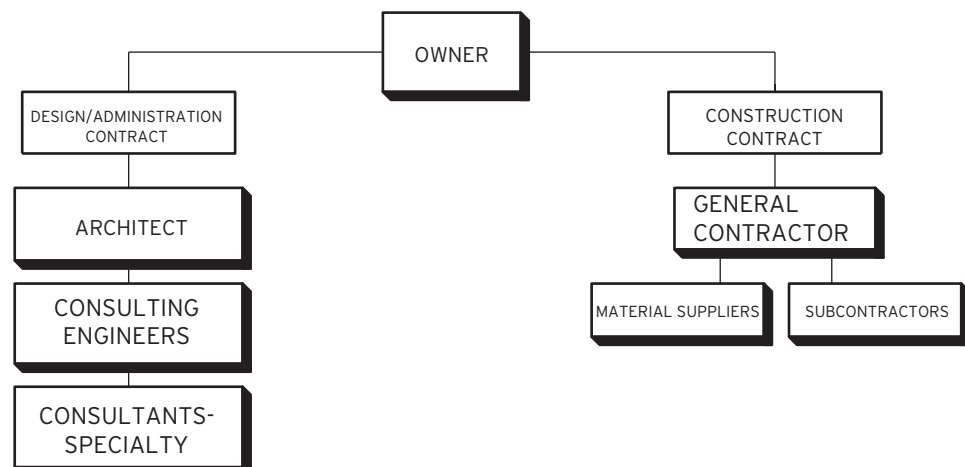 OWNER
DESIGN/ADMINISTRATION
CONTRACT
CONSTRUCTION
CONTRACT
ARCHITECT
GENERAL
CONTRACTOR
CONSULTING
ENGINEERS
MATERIAL SUPPLIERS
SUBCONTRACTORS
CONSULTANTS-
SPECIALTY